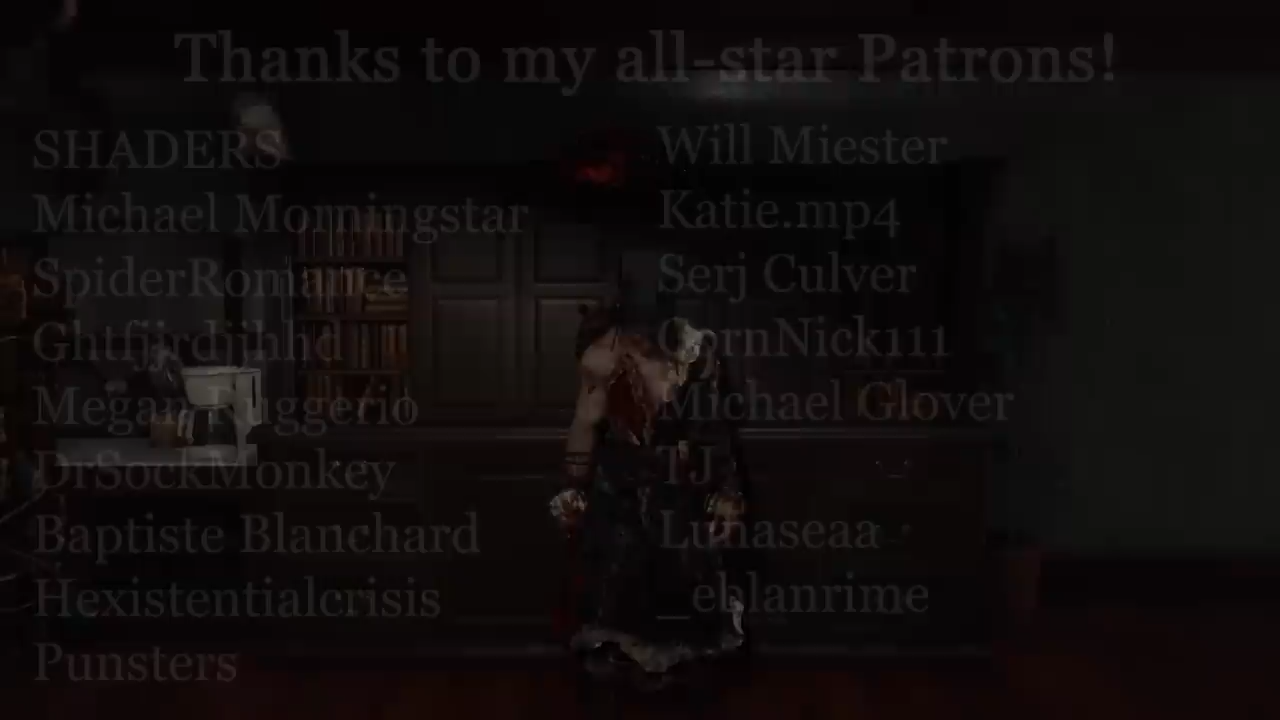 Thanks to my all-star Patrons!
SHADERS
Michael Morningstar
SpiderRomance
Ghtfjjrdjjhhd
Megan Ruggerio
DrSockMonkey
Baptiste Blanchard
Hexistentialcrisis
Punsters
Will Miester
Katie.mp4
Serj Culver
CornNick111
Michael Glover
TJ
Lunaseaa
__eblanrime